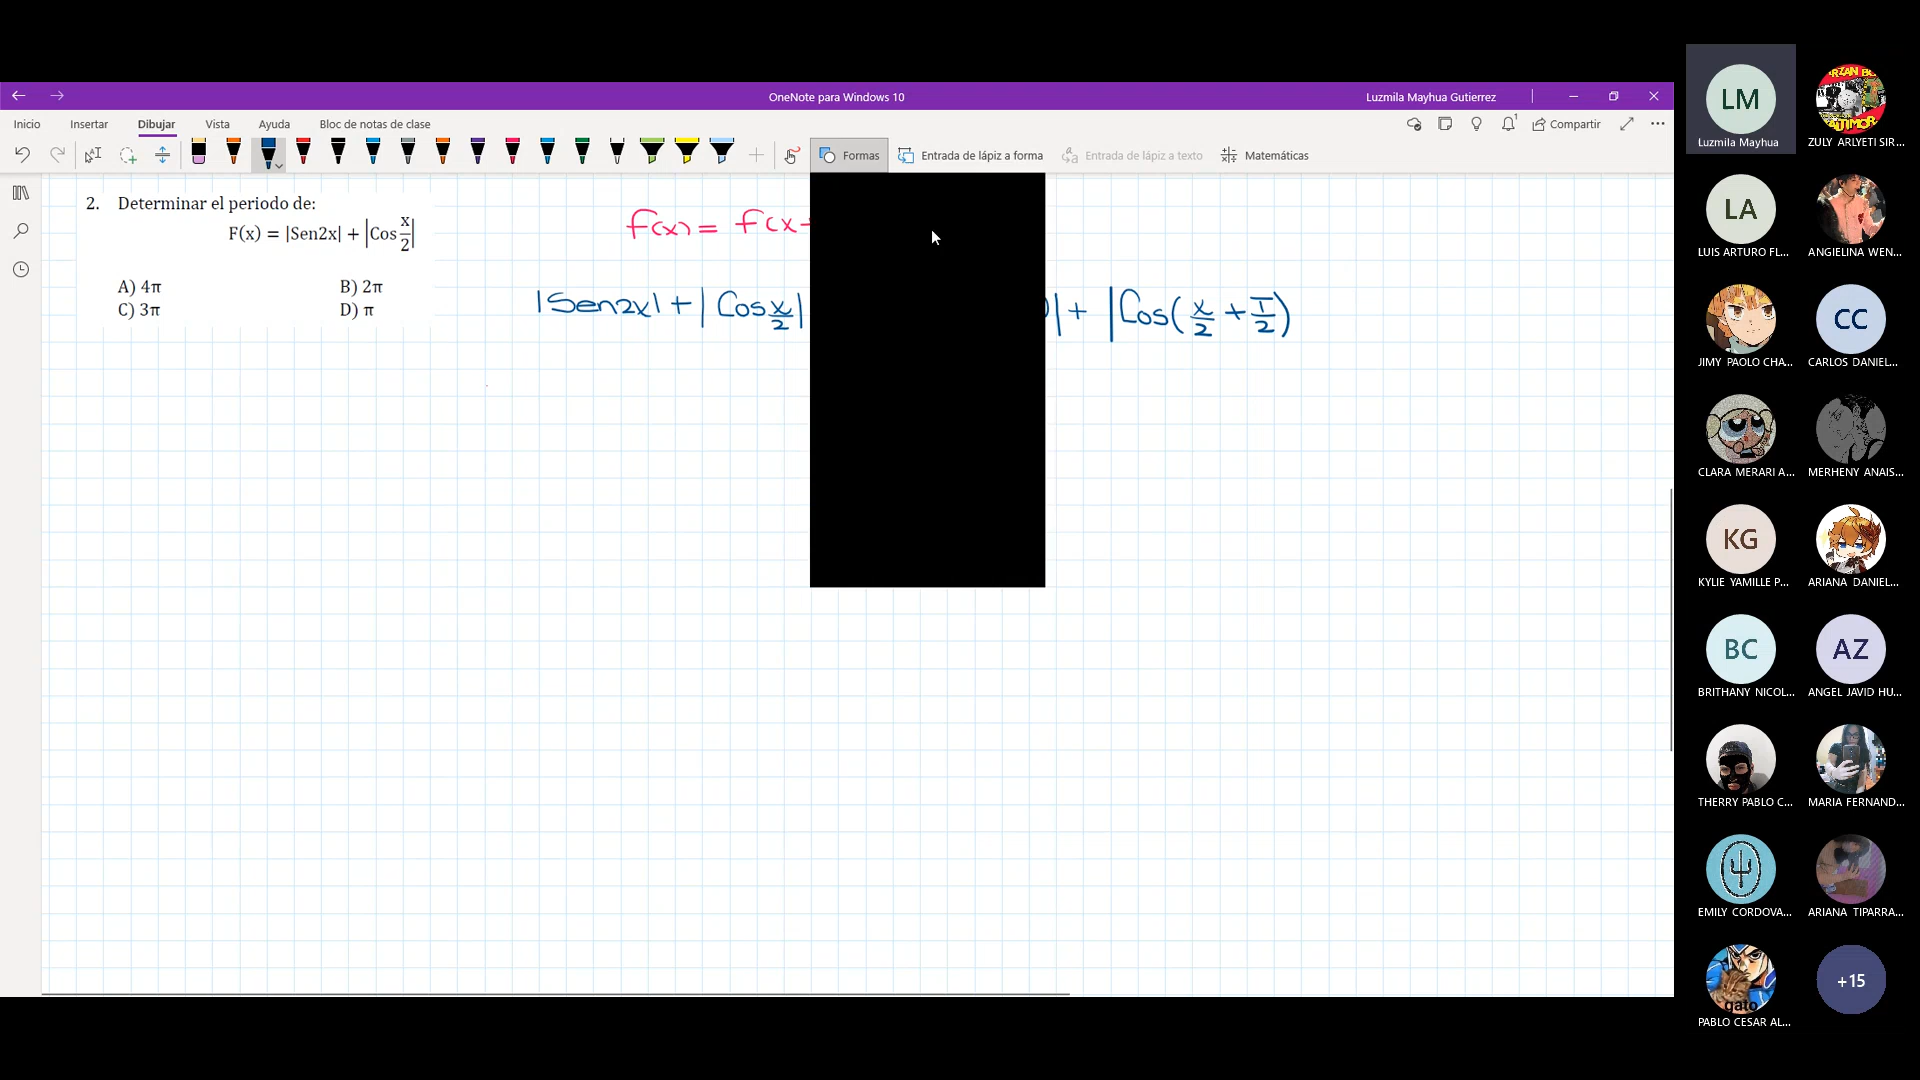 OneNote para Windows 10
Luzmila Mayhua Gutierrez
Inicio Insertar Dibujar Vista Ayuda Bloc de notas de clase
Compartir
Formas Entrada de lápiz a forma Entrada de lápiz a texto Matemáticas
2. Determinar el periodo de:
F(x) = |Sen2x| + |Cos x/2|
A) 4π B) 2π
C) 3π D) π
f(x) = f(x+
|Sen2x| + | Cos x/2 |
)| + |Cos( x/2 + T/2 )
LM
Luzmila Mayhua
ZULY ARLYETI SIR...
LA
LUIS ARTURO FL...
ANGIELINA WEN...
JIMY PAOLO CHA...
CC
CARLOS DANIEL...
CLARA MERARI A...
MERHENY ANAIS...
KG
KYLIE YAMILLE P...
ARIANA DANIEL...
BC
BRITHANY NICOL...
AZ
ANGEL JAVID HU...
THERRY PABLO C...
MARIA FERNAND...
EMILY CORDOVA...
ARIANA TIPARRA...
gato
PABLO CESAR AL...
+15